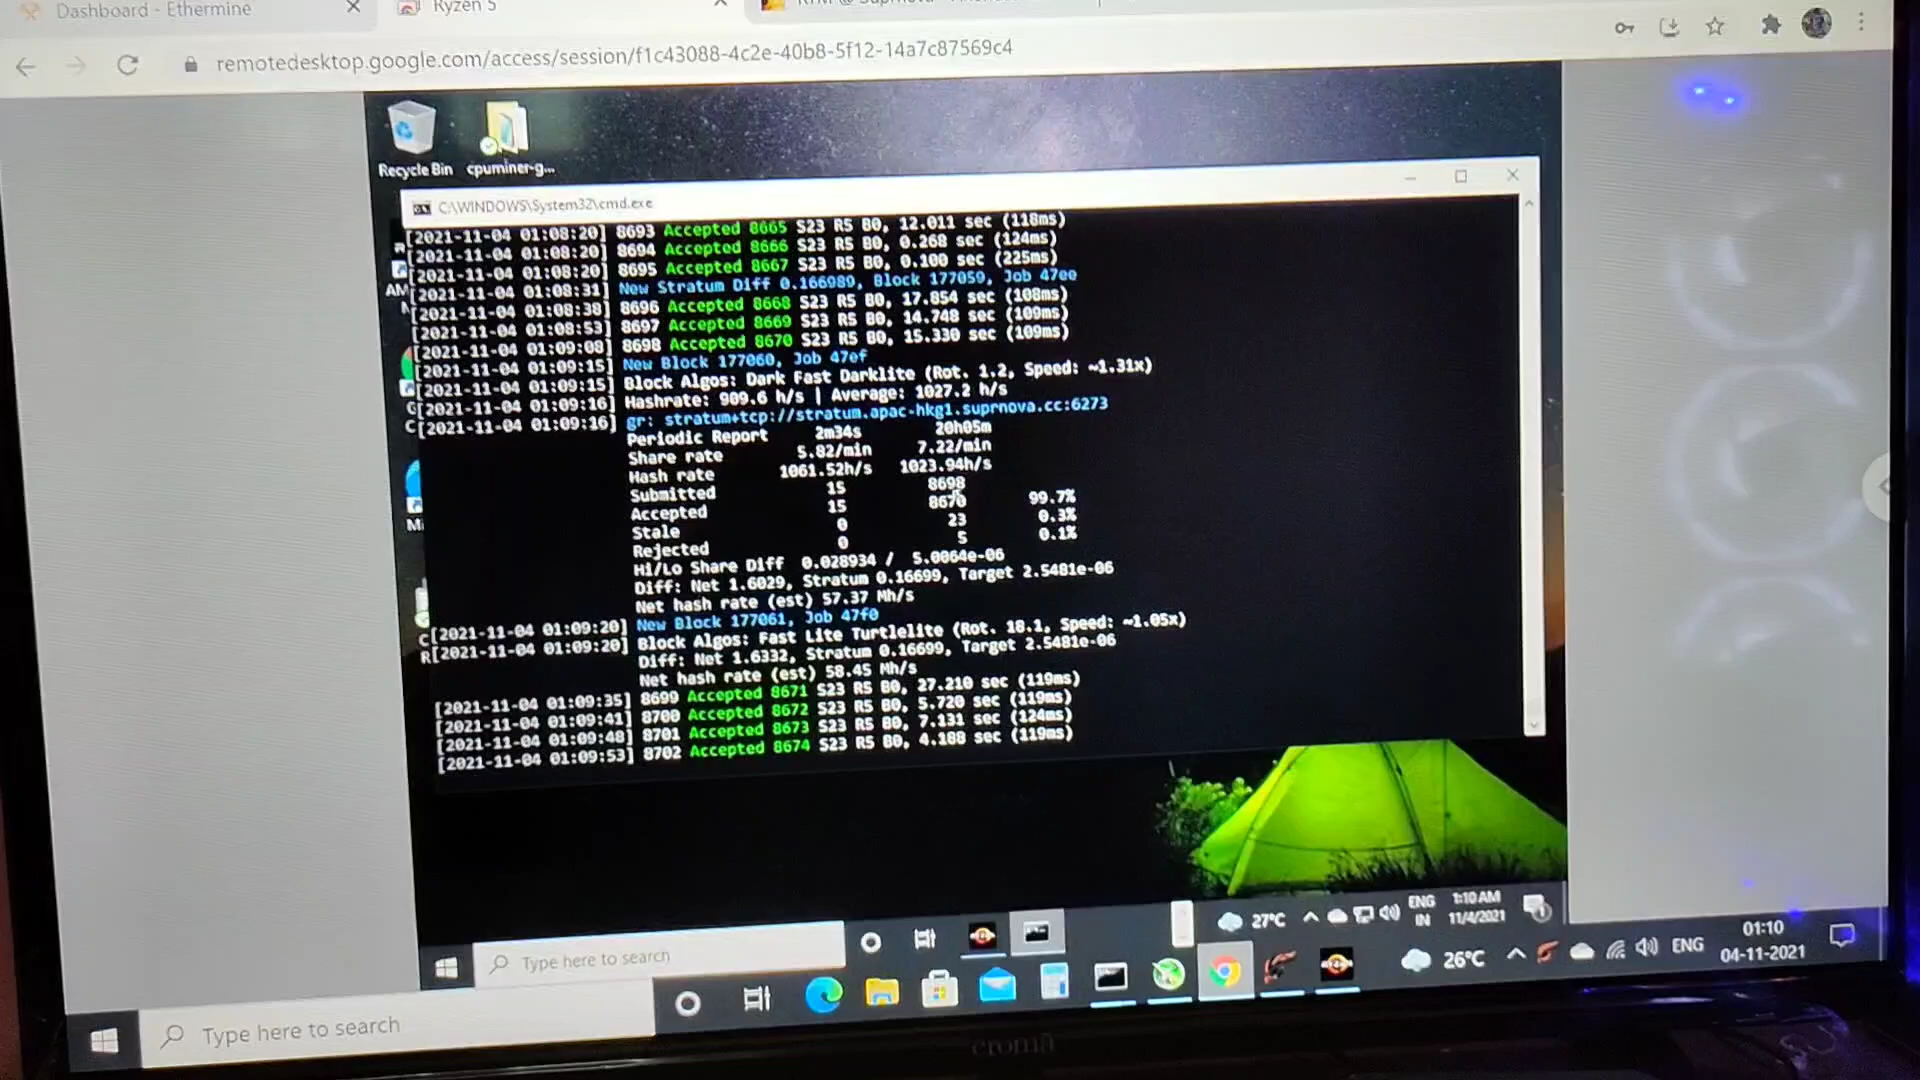 Dashboard - Ethermine
Ryzen 5
remotedesktop.google.com/access/session/f1c43088-4c2e-40b8-5f12-14a7c87569c4
Recycle Bin
cpuminer-g...
C:\WINDOWS\System32\cmd.exe
[2021-11-04 01:08:20] 8693 Accepted 8665 S23 R5 B0, 12.011 sec (118ms)
[2021-11-04 01:08:20] 8694 Accepted 8666 S23 R5 B0, 0.268 sec (124ms)
[2021-11-04 01:08:20] 8695 Accepted 8667 S23 R5 B0, 0.100 sec (225ms)
[2021-11-04 01:08:31] New Stratum Diff 0.166989, Block 177059, Job 47ee
[2021-11-04 01:08:38] 8696 Accepted 8668 S23 R5 B0, 17.854 sec (108ms)
[2021-11-04 01:08:53] 8697 Accepted 8669 S23 R5 B0, 14.748 sec (109ms)
[2021-11-04 01:09:08] 8698 Accepted 8670 S23 R5 B0, 15.330 sec (109ms)
[2021-11-04 01:09:15] New Block 177060, Job 47ef
[2021-11-04 01:09:15] Block Algos: Dark Fast Darklite (Rot. 1.2, Speed: ~1.31x)
[2021-11-04 01:09:16] Hashrate: 909.6 h/s | Average: 1027.2 h/s
[2021-11-04 01:09:16] gr: stratum+tcp://stratum.apac-hkg1.suprnova.cc:6273
Periodic Report 2m34s 20h05m
Share rate 5.82/min 7.22/min
Hash rate 1061.52h/s 1023.94h/s
Submitted 15 8698
Accepted 15 8670 99.7%
Stale 0 23 0.3%
Rejected 0 5 0.1%
Hi/Lo Share Diff 0.028934 / 5.0064e-06
Diff: Net 1.6029, Stratum 0.16699, Target 2.5481e-06
Net hash rate (est) 57.37 Mh/s
[2021-11-04 01:09:20] New Block 177061, Job 47f0
[2021-11-04 01:09:20] Block Algos: Fast Lite Turtlelite (Rot. 18.1, Speed: ~1.05x)
Diff: Net 1.6332, Stratum 0.16699, Target 2.5481e-06
Net hash rate (est) 58.45 Mh/s
[2021-11-04 01:09:35] 8699 Accepted 8671 S23 R5 B0, 27.210 sec (119ms)
[2021-11-04 01:09:41] 8700 Accepted 8672 S23 R5 B0, 5.720 sec (119ms)
[2021-11-04 01:09:48] 8701 Accepted 8673 S23 R5 B0, 7.131 sec (124ms)
[2021-11-04 01:09:53] 8702 Accepted 8674 S23 R5 B0, 4.188 sec (119ms)
Type here to search
27°C
ENG
IN
1:10 AM
11/4/2021
Type here to search
26°C
ENG
01:10
04-11-2021
croma